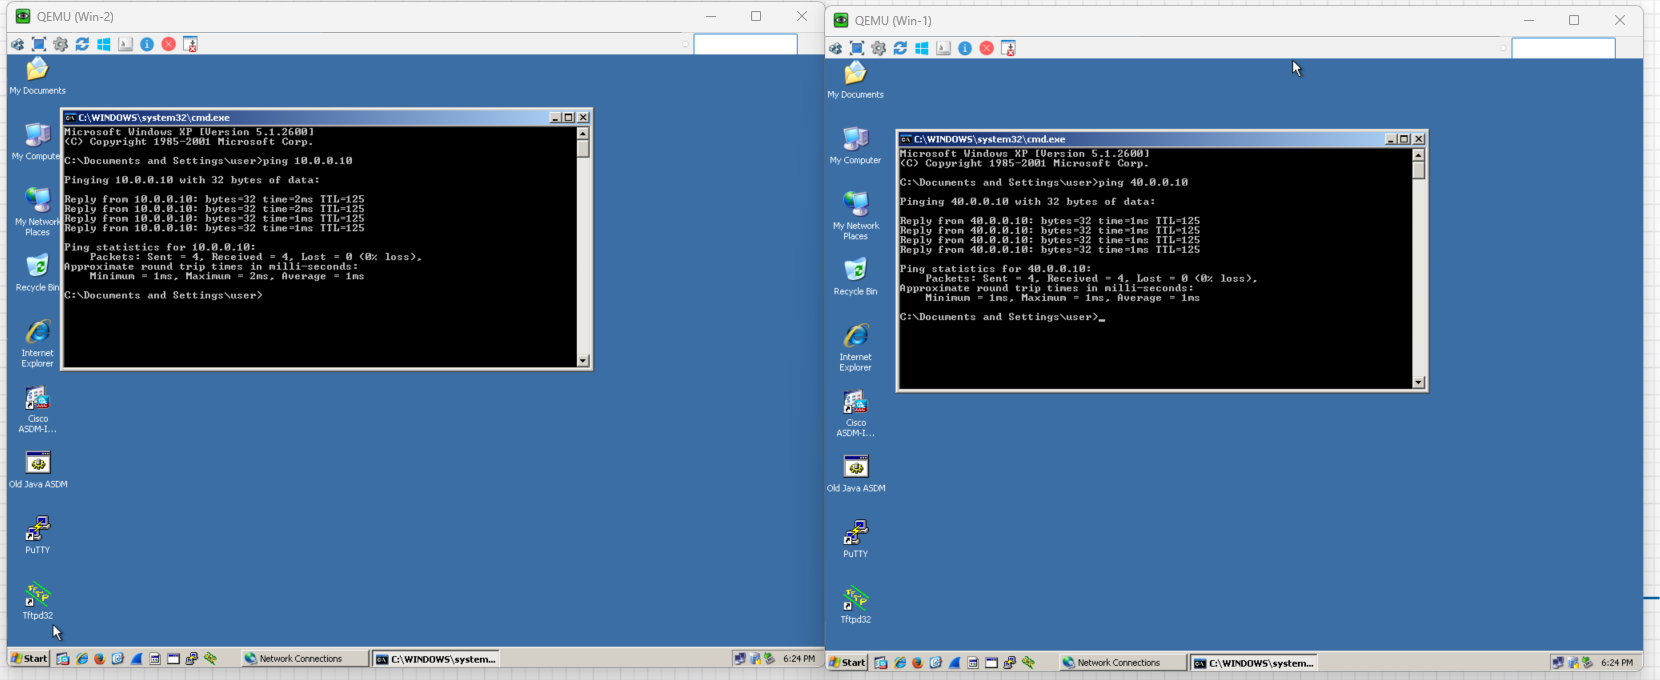 QEMU (Win-2)
My Documents
My Compute
My Network
Places
Recycle Bin
Internet
Explorer
Cisco
ASDM-I...
Old Java ASDM
PuTTY
Tftpd32
C:\WINDOWS\system32\cmd.exe
Microsoft Windows XP [Version 5.1.2600]
(C) Copyright 1985-2001 Microsoft Corp.
C:\Documents and Settings\user>ping 10.0.0.10
Pinging 10.0.0.10 with 32 bytes of data:
Reply from 10.0.0.10: bytes=32 time=2ms TTL=125
Reply from 10.0.0.10: bytes=32 time=2ms TTL=125
Reply from 10.0.0.10: bytes=32 time=1ms TTL=125
Reply from 10.0.0.10: bytes=32 time=1ms TTL=125
Ping statistics for 10.0.0.10:
Packets: Sent = 4, Received = 4, Lost = 0 (0% loss),
Approximate round trip times in milli-seconds:
Minimum = 1ms, Maximum = 2ms, Average = 1ms
C:\Documents and Settings\user>
Start
Network Connections
C:\WINDOWS\system...
6:24 PM
QEMU (Win-1)
My Documents
My Computer
My Network
Places
Recycle Bin
Internet
Explorer
Cisco
ASDM-I...
Old Java ASDM
PuTTY
Tftpd32
C:\WINDOWS\system32\cmd.exe
Microsoft Windows XP [Version 5.1.2600]
(C) Copyright 1985-2001 Microsoft Corp.
C:\Documents and Settings\user>ping 40.0.0.10
Pinging 40.0.0.10 with 32 bytes of data:
Reply from 40.0.0.10: bytes=32 time=1ms TTL=125
Reply from 40.0.0.10: bytes=32 time=1ms TTL=125
Reply from 40.0.0.10: bytes=32 time=1ms TTL=125
Reply from 40.0.0.10: bytes=32 time=1ms TTL=125
Ping statistics for 40.0.0.10:
Packets: Sent = 4, Received = 4, Lost = 0 (0% loss),
Approximate round trip times in milli-seconds:
Minimum = 1ms, Maximum = 1ms, Average = 1ms
C:\Documents and Settings\user>_
Start
Network Connections
C:\WINDOWS\system...
6:24 PM